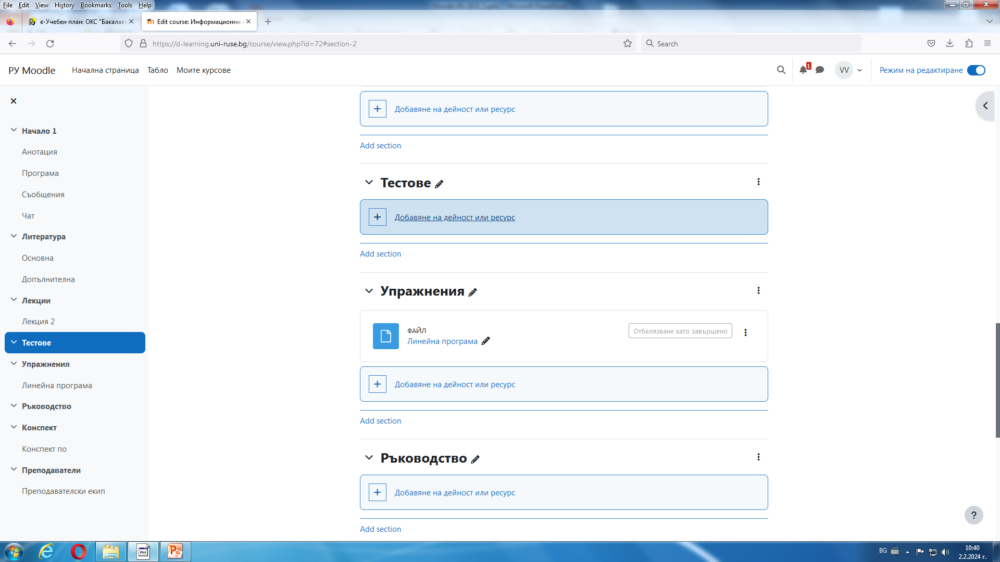 File Edit View History Bookmarks Tools Help
е-Учебен план: ОКС "Бакалавъ
Edit course: Информационни
https://d-learning.uni-ruse.bg/course/view.php?id=72#section-2
Search
РУ Moodle Начална страница Табло Моите курсове
1
VV
Режим на редактиране
Начало 1
Анотация
Програма
Съобщения
Чат
Литература
Основна
Допълнителна
Лекции
Лекция 2
Тестове
Упражнения
Линейна програма
Ръководство
Конспект
Конспект по
Преподаватели
Преподавателски екип
Добавяне на дейност или ресурс
Add section
Тестове
Добавяне на дейност или ресурс
Add section
Упражнения
ФАЙЛ
Линейна програма
Отбелязване като завършено
Добавяне на дейност или ресурс
Add section
Ръководство
Добавяне на дейност или ресурс
Add section
?
BG
10:40
2.2.2024 г.